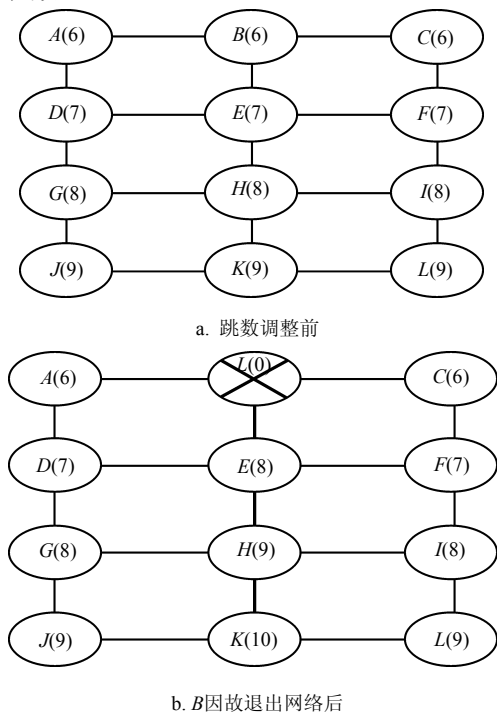 A(6) B(6) C(6)
D(7) E(7) F(7)
G(8) H(8) I(8)
J(9) K(9) L(9)
a. 跳数调整前
A(6) L(0) C(6)
D(7) E(8) F(7)
G(8) H(9) I(8)
J(9) K(10) L(9)
b. B因故退出网络后